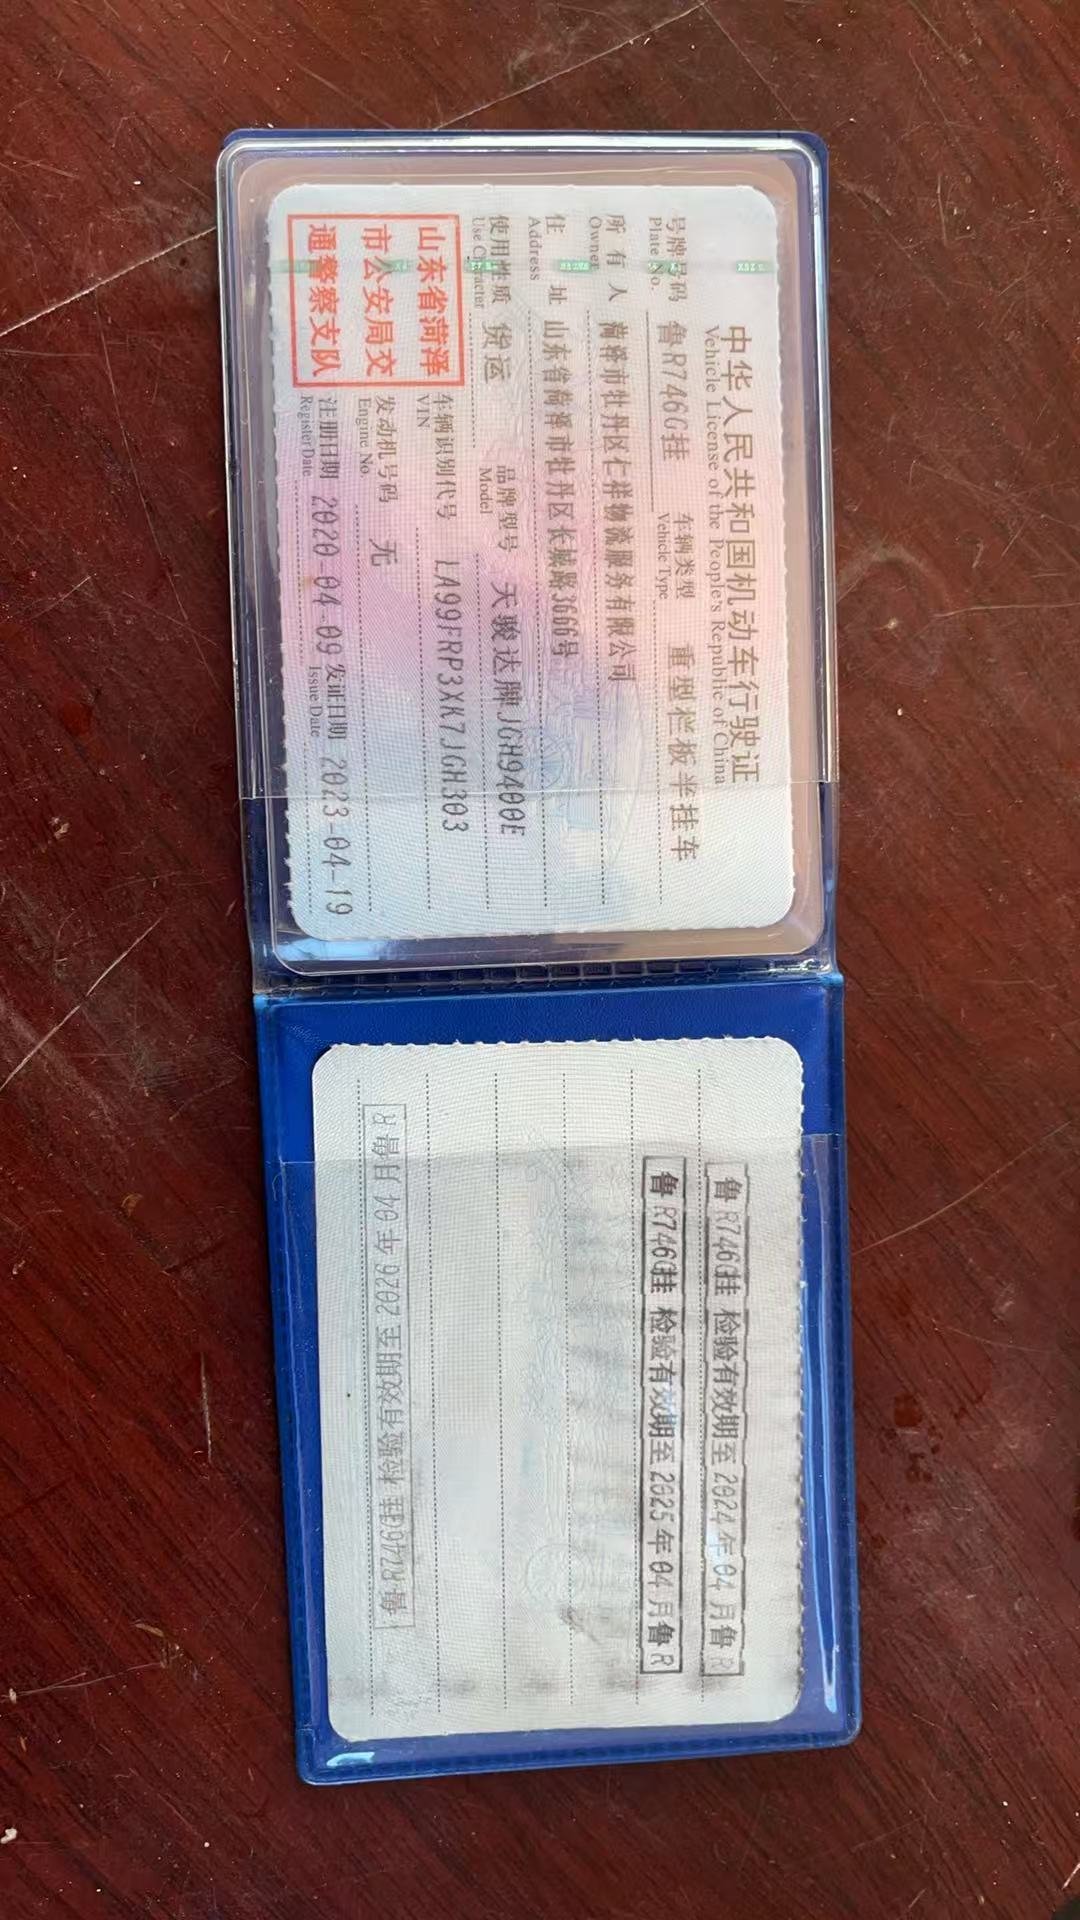 中华人民共和国机动车行驶证
Vehicle License of the People's Republic of China
号牌号码 鲁R746G挂 车辆类型 重型栏板半挂车
Plate No. Vehicle Type
所有人 菏泽市牡丹区仁祥物流服务有限公司
Owner
住址 山东省菏泽市牡丹区长城路3666号
Address
使用性质 货运 品牌型号 天骏达牌JGH9400E
Use Character Model
山东省菏泽
市公安局交
通警察支队
车辆识别代号 LA99FRP3XK7JGH303
VIN
发动机号码 无
Engine No.
注册日期 2020-04-09 发证日期 2023-04-19
Register Date Issue Date
鲁R746G挂 检验有效期至2024年04月鲁R
鲁R746G挂 检验有效期至2025年04月鲁R